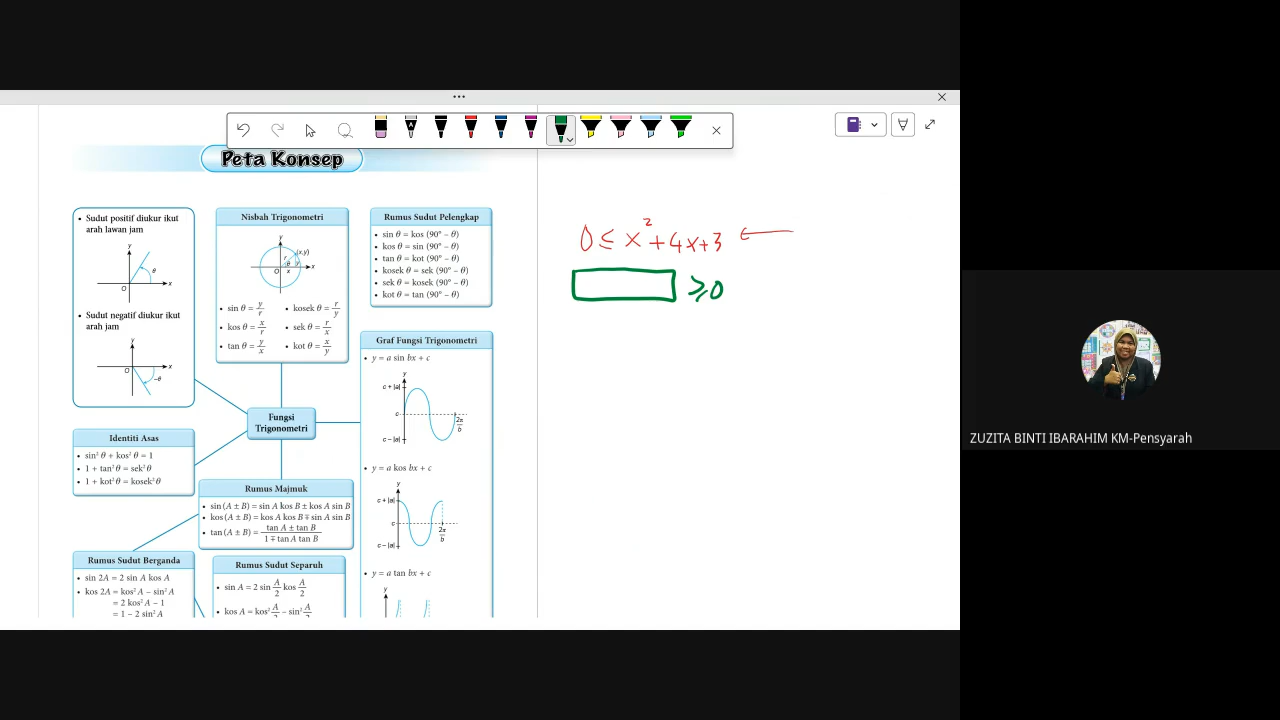 Peta Konsep
• Sudut positif diukur ikut
arah lawan jam
y
θ
O
x
• Sudut negatif diukur ikut
arah jam
y
O
x
−θ
Nisbah Trigonometri
y
(x,y)
r
y
θ
O
x
x
• sin θ = y/r
• kosek θ = r/y
• kos θ = x/r
• sek θ = r/x
• tan θ = y/x
• kot θ = x/y
Rumus Sudut Pelengkap
• sin θ = kos (90° − θ)
• kos θ = sin (90° − θ)
• tan θ = kot (90° − θ)
• kosek θ = sek (90° − θ)
• sek θ = kosek (90° − θ)
• kot θ = tan (90° − θ)
Graf Fungsi Trigonometri
• y = a sin bx + c
y
c + |a|
c
c − |a|
2π/b
• y = a kos bx + c
y
c + |a|
c
c − |a|
2π/b
• y = a tan bx + c
y
Fungsi
Trigonometri
Identiti Asas
• sin² θ + kos² θ = 1
• 1 + tan² θ = sek² θ
• 1 + kot² θ = kosek² θ
Rumus Majmuk
• sin (A ± B) = sin A kos B ± kos A sin B
• kos (A ± B) = kos A kos B ∓ sin A sin B
• tan (A ± B) = (tan A ± tan B)/(1 ∓ tan A tan B)
Rumus Sudut Berganda
• sin 2A = 2 sin A kos A
• kos 2A = kos² A − sin² A
= 2 kos² A − 1
= 1 − 2 sin² A
Rumus Sudut Separuh
• sin A = 2 sin A/2 kos A/2
0 ≤ x² + 4x + 3 ←
≥ 0
ZUZITA BINTI IBARAHIM KM-Pensyarah